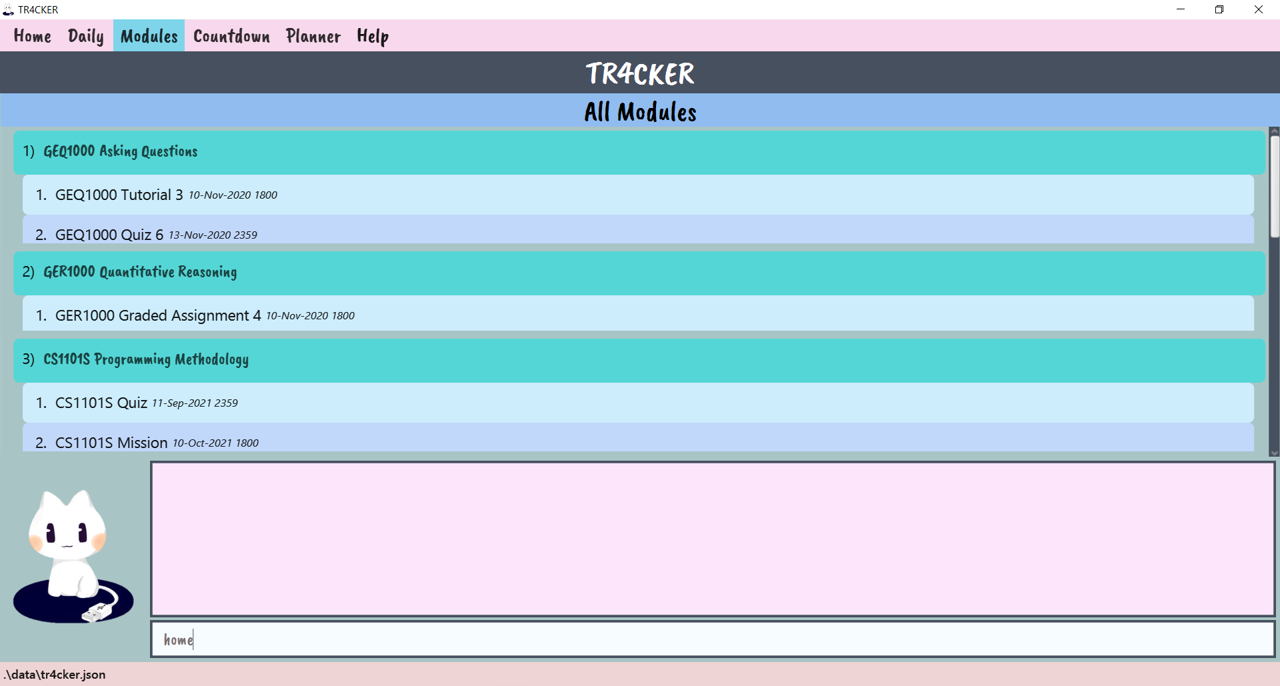 TR4CKER
Home Daily Modules Countdown Planner Help
TR4CKER
All Modules
1) GEQ1000 Asking Questions
1. GEQ1000 Tutorial 3 10-Nov-2020 1800
2. GEQ1000 Quiz 6 13-Nov-2020 2359
2) GER1000 Quantitative Reasoning
1. GER1000 Graded Assignment 4 10-Nov-2020 1800
3) CS1101S Programming Methodology
1. CS1101S Quiz 11-Sep-2021 2359
2. CS1101S Mission 10-Oct-2021 1800
home
.\data\tr4cker.json